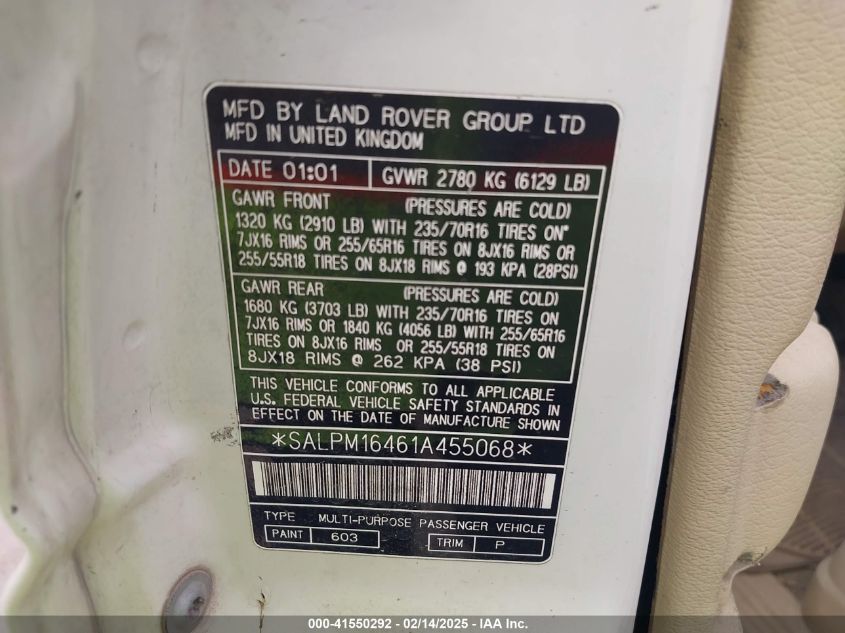 MFD BY LAND ROVER GROUP LTD
MFD IN UNITED KINGDOM
DATE 01:01
GVWR 2780 KG (6129 LB)
GAWR FRONT (PRESSURES ARE COLD)
1320 KG (2910 LB) WITH 235/70R16 TIRES ON
7JX16 RIMS OR 255/65R16 TIRES ON 8JX16 RIMS OR
255/55R18 TIRES ON 8JX18 RIMS @ 193 KPA (28PSI)
GAWR REAR (PRESSURES ARE COLD)
1680 KG (3703 LB) WITH 235/70R16 TIRES ON
7JX16 RIMS OR 1840 KG (4056 LB) WITH 255/65R16
TIRES ON 8JX16 RIMS OR 255/55R18 TIRES ON
8JX18 RIMS @ 262 KPA (38 PSI)
THIS VEHICLE CONFORMS TO ALL APPLICABLE
U.S. FEDERAL VEHICLE SAFETY STANDARDS IN
EFFECT ON THE DATE OF MANUFACTURE SHOWN
*SALPM16461A455068*
TYPE MULTI-PURPOSE PASSENGER VEHICLE
PAINT 603 TRIM P
000-41550292 - 02/14/2025 - IAA Inc.